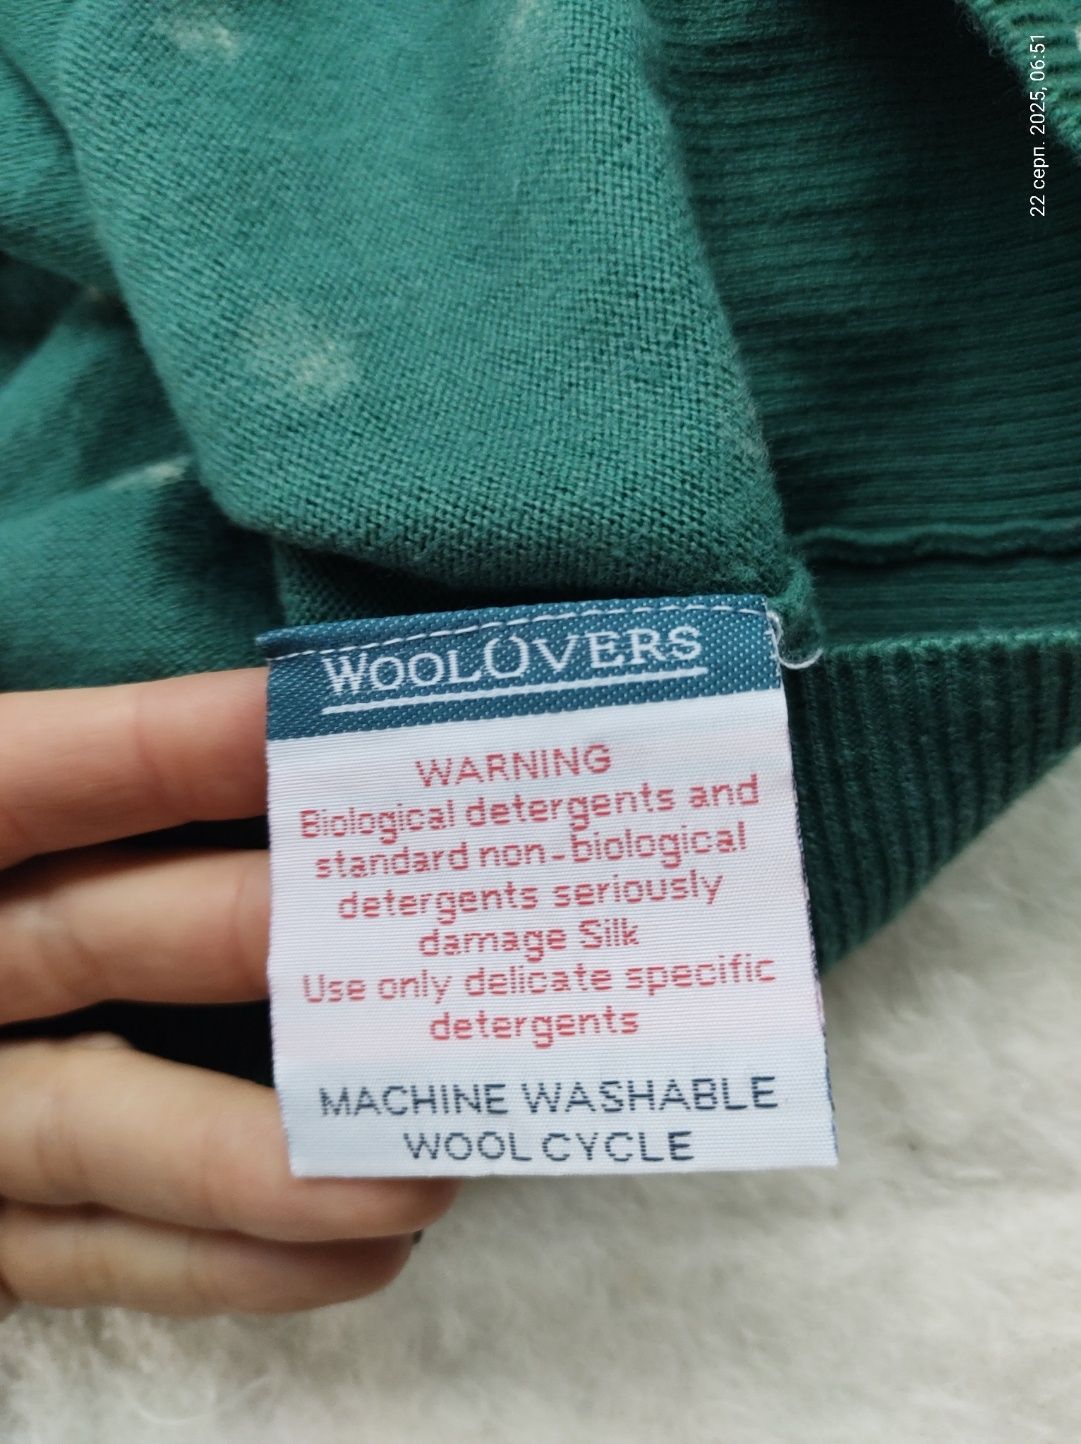 22 серп. 2025, 06:51
WOOLOVERS
WARNING
Biological detergents and
standard non-biological
detergents seriously
damage Silk
Use only delicate specific
detergents
MACHINE WASHABLE
WOOL CYCLE